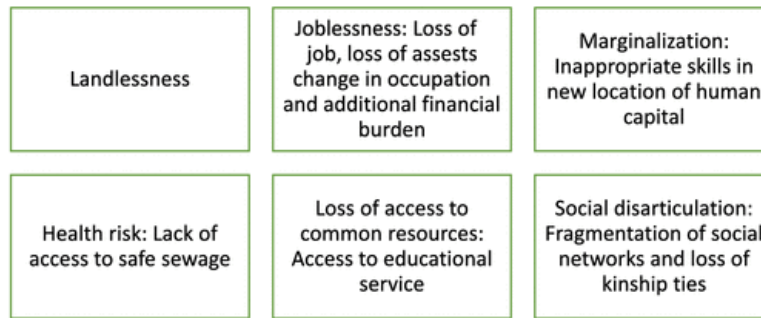 Landlessness
Joblessness: Loss of
job, loss of assests
change in occupation
and additional financial
burden
Marginalization:
Inappropriate skills in
new location of human
capital
Health risk: Lack of
access to safe sewage
Loss of access to
common resources:
Access to educational
service
Social disarticulation:
Fragmentation of social
networks and loss of
kinship ties